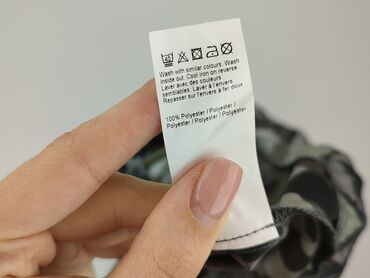 Wash with similar colours. Wash
inside out. Cool iron on reverse.
Laver avec des couleurs
semblables. Laver à l'envers.
Repasser sur l'envers à fer doux
100% Polyester / Polyester /
Polyester / Polyester / Polyester